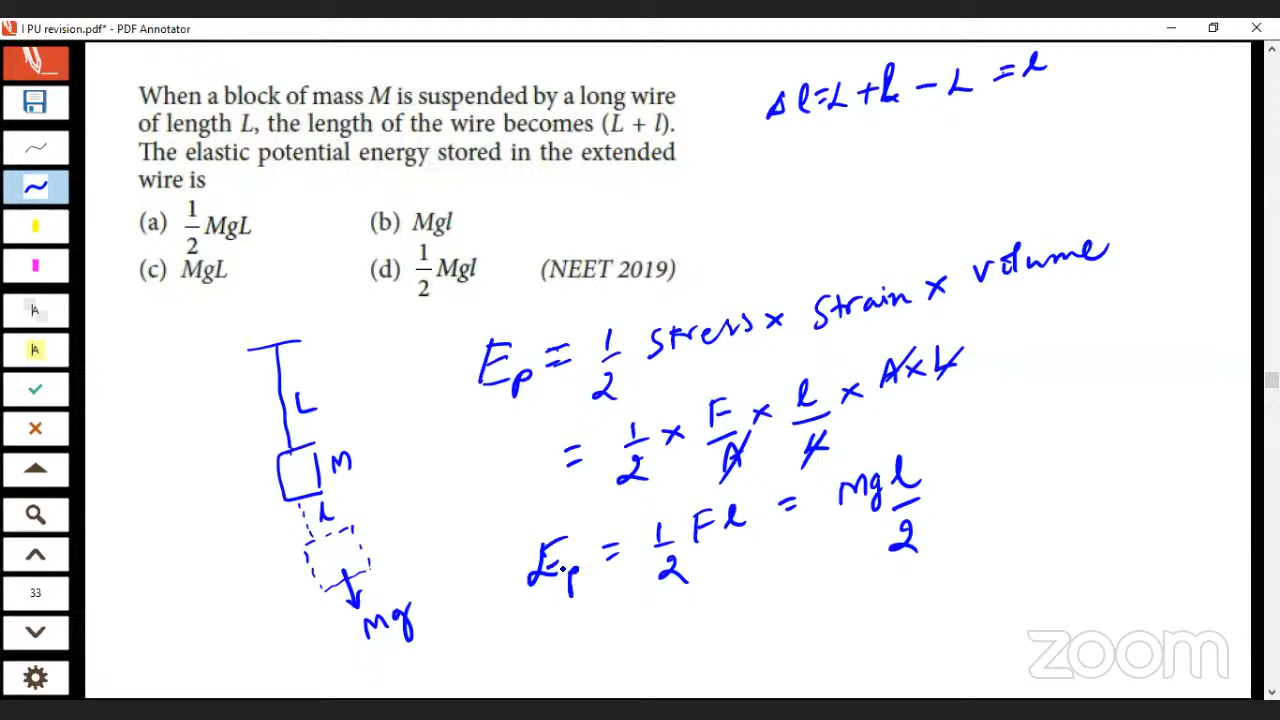 I PU revision.pdf* - PDF Annotator
When a block of mass M is suspended by a long wire
of length L, the length of the wire becomes (L + l).
The elastic potential energy stored in the extended
wire is
(a) 1/2 MgL (b) Mgl
(c) MgL (d) 1/2 Mgl (NEET 2019)
Δl = L + l - L = l
Ep = 1/2 stress × strain × volume
= 1/2 × F/A × l/L × A × L
Ep = 1/2 Fl = Mg l/2
L
M
l
Mg
A
A
33
zoom